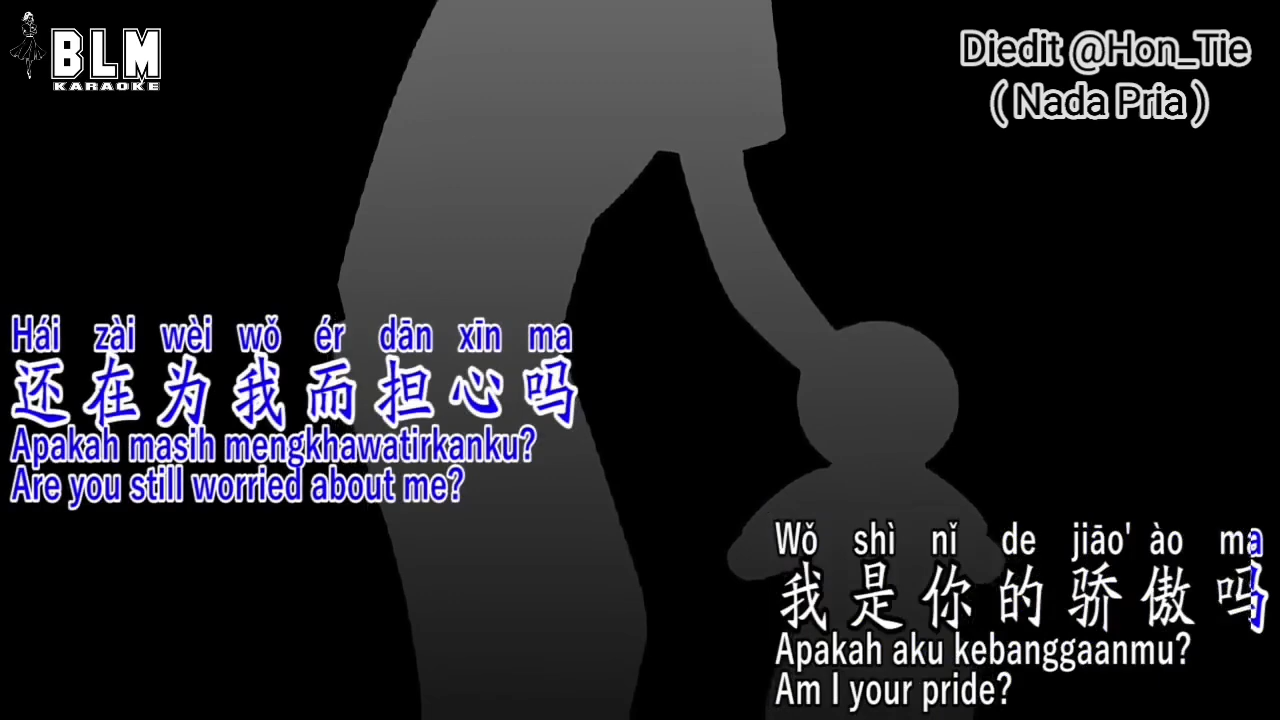 BLM
KARAOKE
Diedit @Hon_Tie
( Nada Pria )
Hái zài wèi wǒ ér dān xīn ma
还在为我而担心吗
Apakah masih mengkhawatirkanku?
Are you still worried about me?
Wǒ shì nǐ de jiāo' ào ma
我是你的骄傲吗
Apakah aku kebanggaanmu?
Am I your pride?